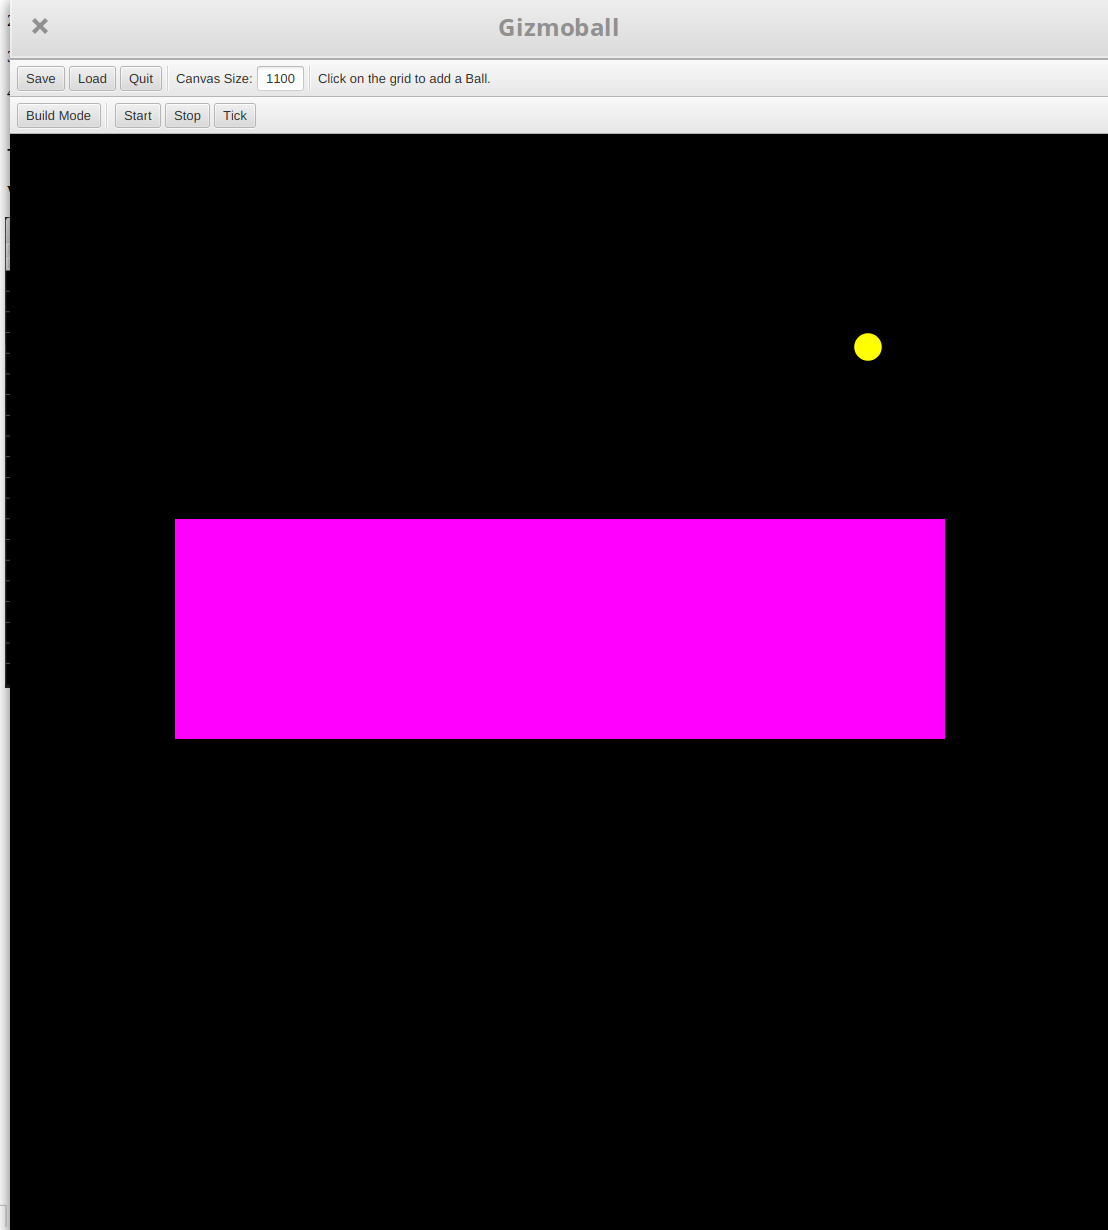 Gizmoball
Save Load Quit Canvas Size: 1100 Click on the grid to add a Ball.
Build Mode Start Stop Tick